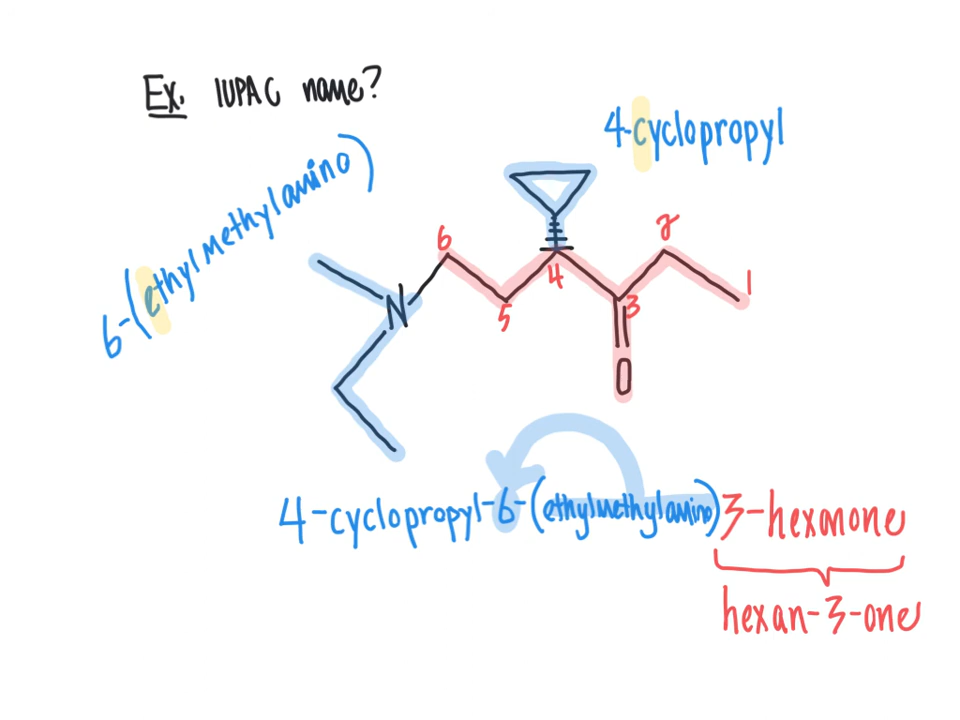 Ex. IUPAC name?
4-cyclopropyl
6-(ethylmethylamino)
6
2
4
1
5
3
N
O
4-cyclopropyl-6-(ethylmethylamino)3-hexanone
hexan-3-one